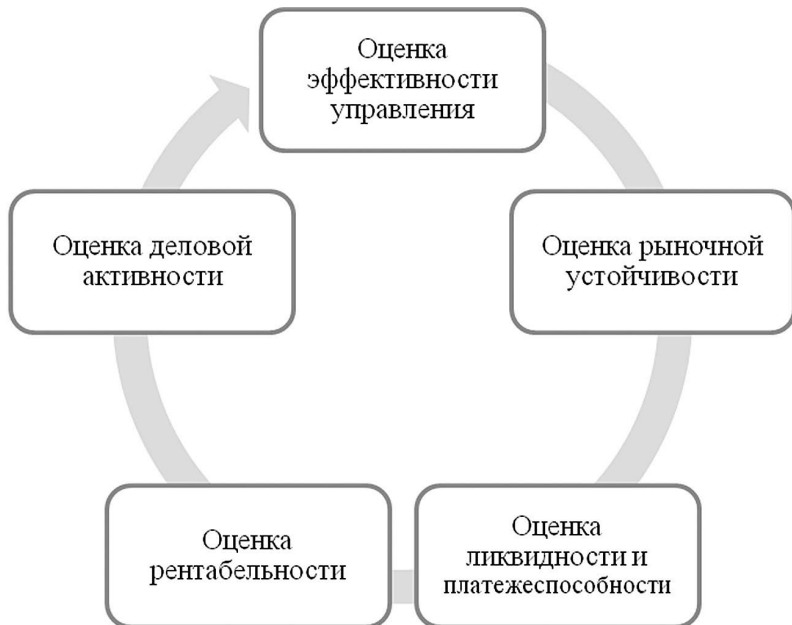 Оценка
эффективности
управления
Оценка рыночной
устойчивости
Оценка
ликвидности и
платежеспособности
Оценка
рентабельности
Оценка деловой
активности